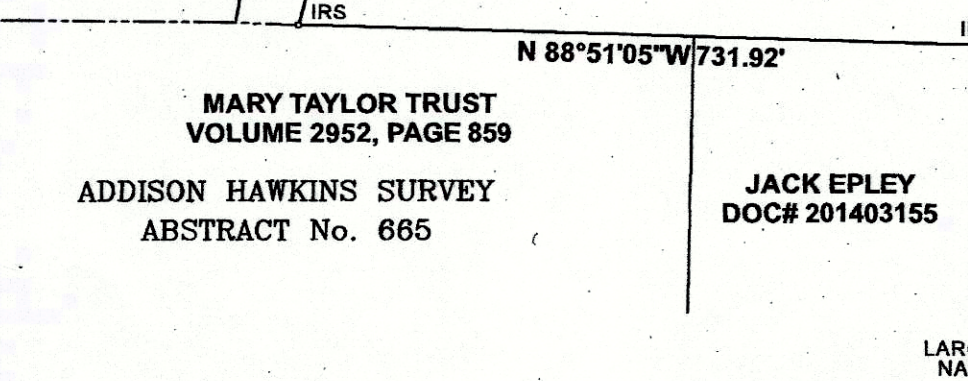 IRS
N 88°51'05"W 731.92'
MARY TAYLOR TRUST
VOLUME 2952, PAGE 859
ADDISON HAWKINS SURVEY
ABSTRACT No. 665
JACK EPLEY
DOC# 201403155